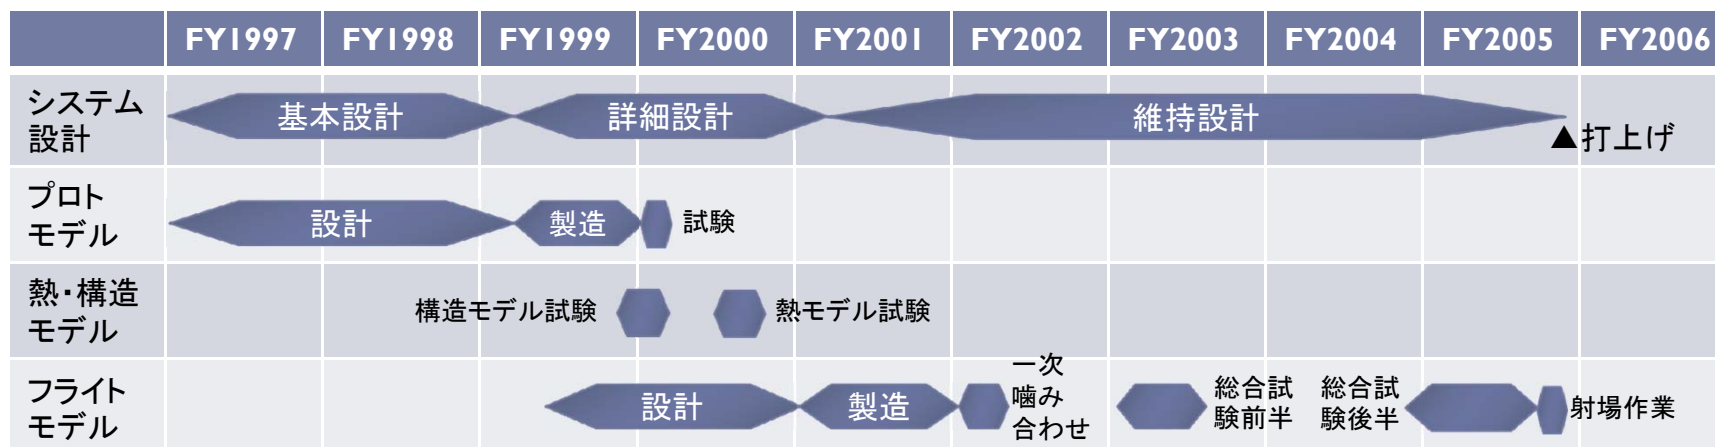 FY1997 FY1998 FY1999 FY2000 FY2001 FY2002 FY2003 FY2004 FY2005 FY2006
システム
設計
基本設計
詳細設計
維持設計
▲打上げ
プロト
モデル
設計
製造
試験
熱・構造
モデル
構造モデル試験
熱モデル試験
フライト
モデル
設計
製造
一次
噛み
合わせ
総合試
験前半
総合試
験後半
射場作業